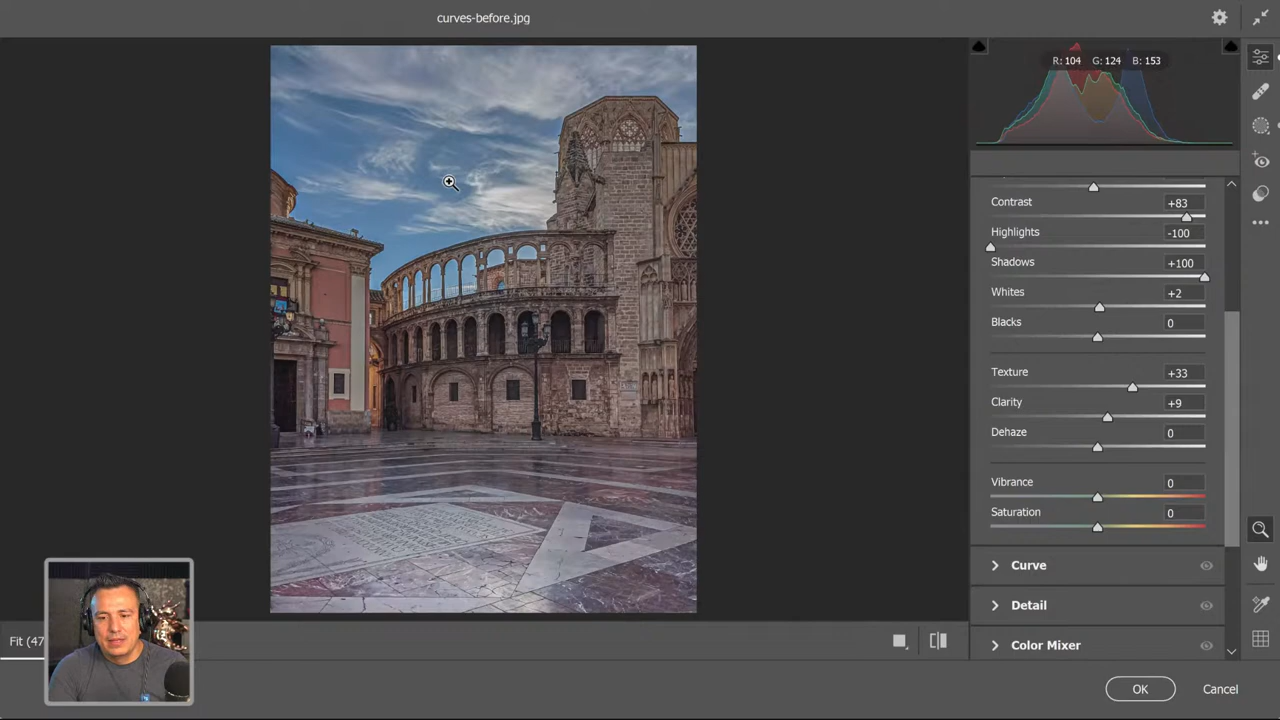 curves-before.jpg
R: 104 G: 124 B: 153
Contrast +83
Highlights -100
Shadows +100
Whites +2
Blacks 0
Texture +33
Clarity +9
Dehaze 0
Vibrance 0
Saturation 0
Curve
Detail
Color Mixer
Fit (47
OK Cancel